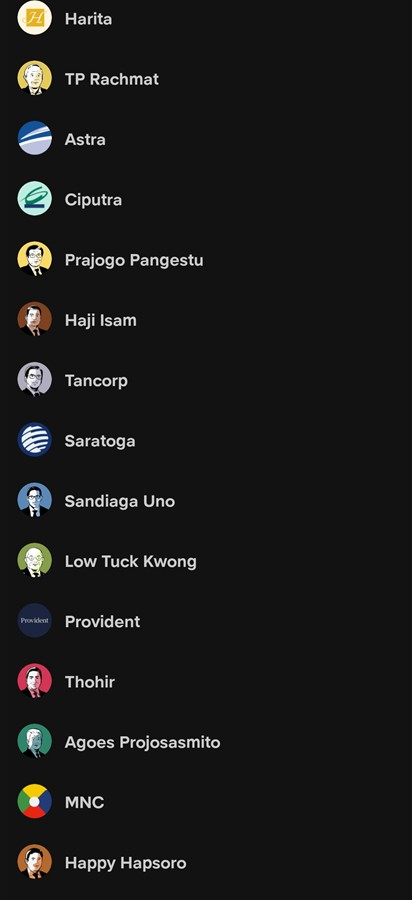 Harita
TP Rachmat
Astra
Ciputra
Prajogo Pangestu
Haji Isam
Tancorp
Saratoga
Sandiaga Uno
Low Tuck Kwong
Provident
Provident
Thohir
Agoes Projosasmito
MNC
Happy Hapsoro